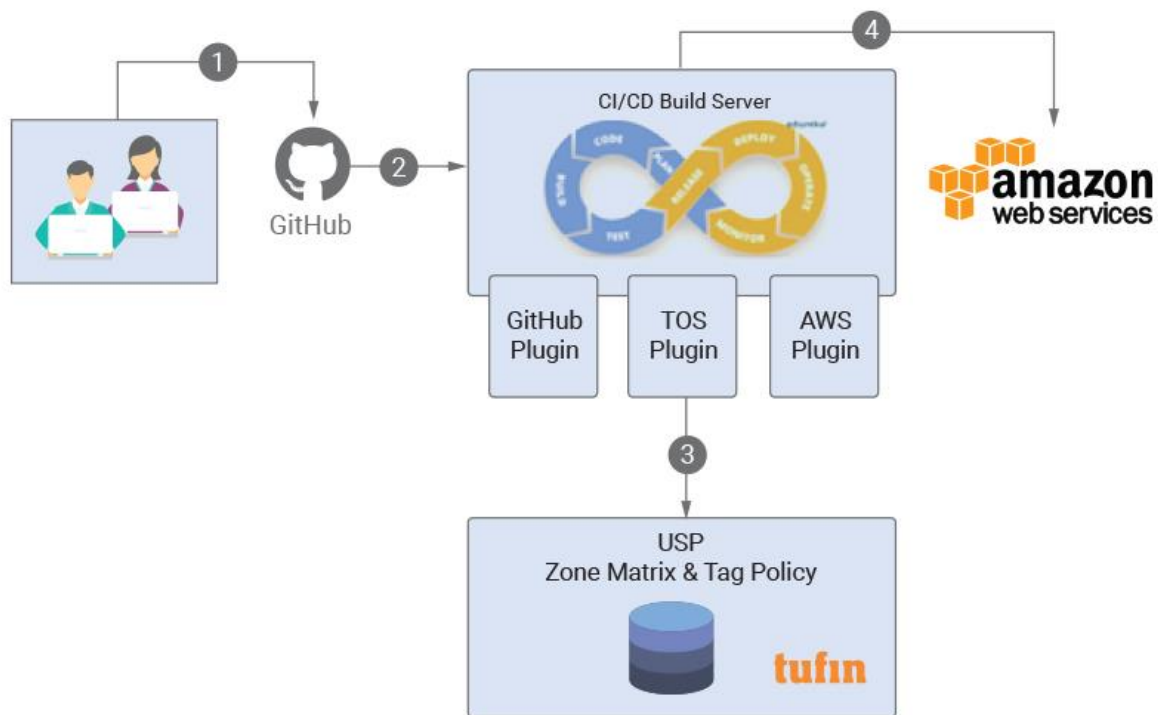 1
4
CI/CD Build Server
edureka!
CODE
DEPLOY
PLAN
2
BUILD
RELEASE
OPERATE
TEST
MONITOR
GitHub
amazon
web services
GitHub
Plugin
TOS
Plugin
AWS
Plugin
3
USP
Zone Matrix & Tag Policy
tufin